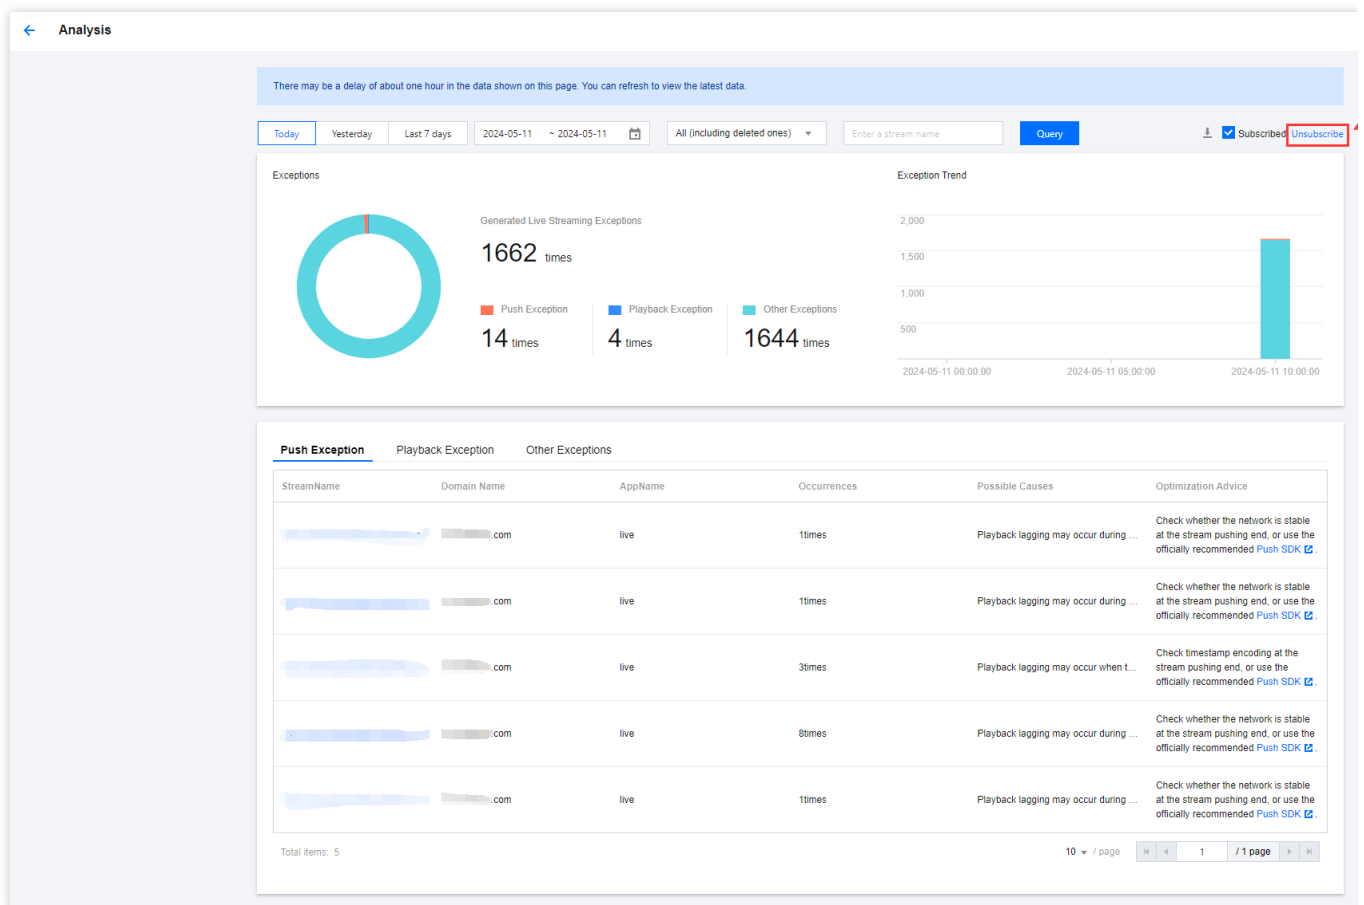 Analysis
There may be a delay of about one hour in the data shown on this page. You can refresh to view the latest data.
Today Yesterday Last 7 days 2024-05-11 ~ 2024-05-11 All (including deleted ones) Enter a stream name Query Subscribed Unsubscribe
Exceptions
Generated Live Streaming Exceptions
1662 times
Push Exception Playback Exception Other Exceptions
14 times 4 times 1644 times
Exception Trend
2,000
1,500
1,000
500
2024-05-11 00:00:00 2024-05-11 05:00:00 2024-05-11 10:00:00
Push Exception Playback Exception Other Exceptions
StreamName Domain Name AppName Occurrences Possible Causes Optimization Advice
.com live 1times Playback lagging may occur during ...
Check whether the network is stable
at the stream pushing end, or use the
officially recommended Push SDK .
.com live 1times Playback lagging may occur during ...
Check whether the network is stable
at the stream pushing end, or use the
officially recommended Push SDK .
.com live 3times Playback lagging may occur when t...
Check timestamp encoding at the
stream pushing end, or use the
officially recommended Push SDK .
.com live 8times Playback lagging may occur during ...
Check whether the network is stable
at the stream pushing end, or use the
officially recommended Push SDK .
.com live 1times Playback lagging may occur during ...
Check whether the network is stable
at the stream pushing end, or use the
officially recommended Push SDK .
Total items: 5 10 / page 1 / 1 page